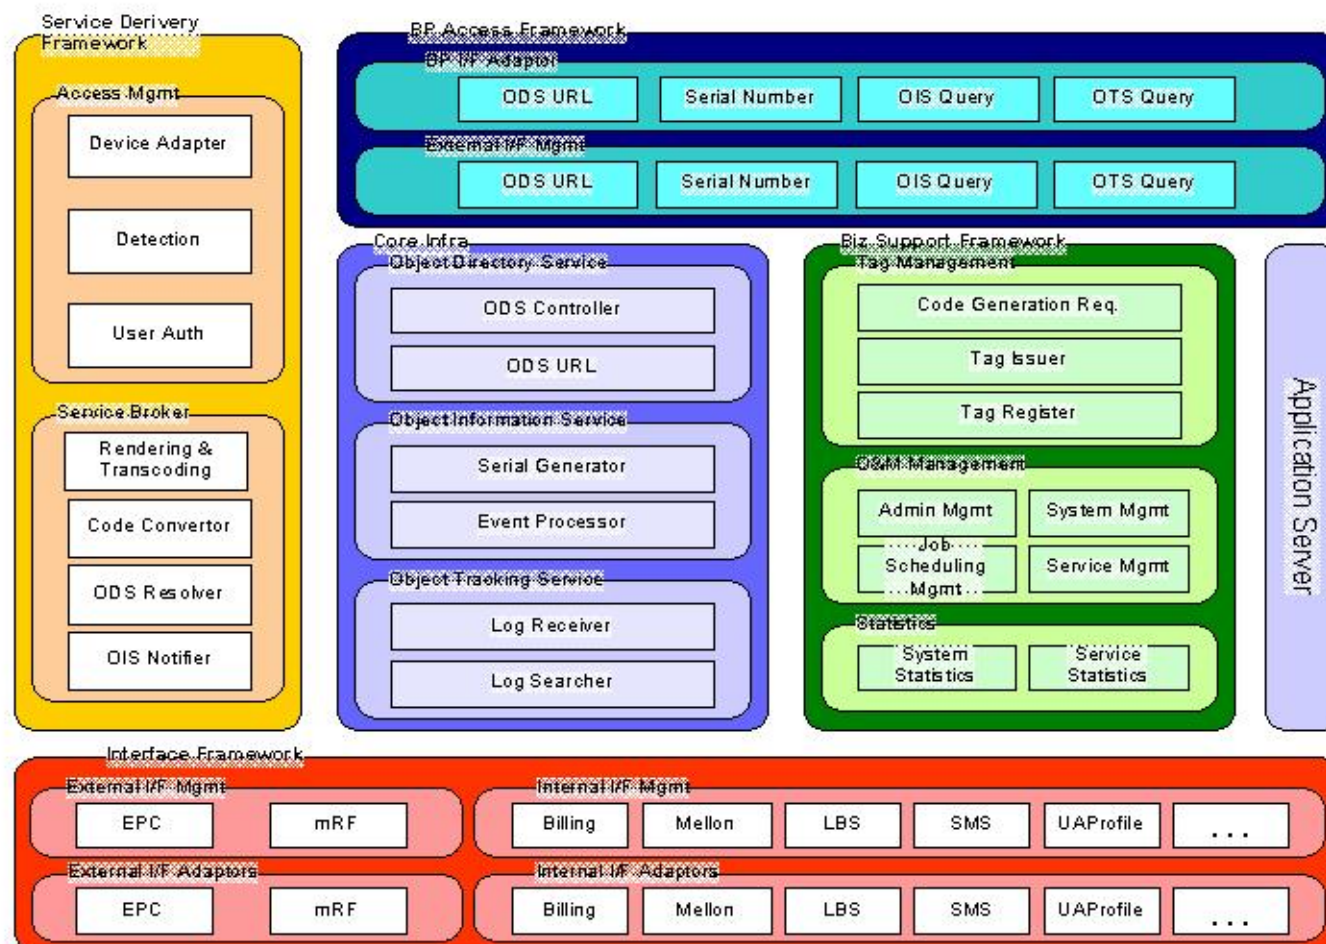 Service Derivery
Framework
Access Mgmt
Device Adapter
Detection
User Auth
Service Broker
Rendering &
Transcoding
Code Convertor
ODS Resolver
OIS Notifier
BP Access Framework
BP I/F Adaptor
ODS URL
Serial Number
OIS Query
OTS Query
External I/F Mgmt
ODS URL
Serial Number
OIS Query
OTS Query
Core Infra
Object Directory Service
ODS Controller
ODS URL
Object Information Service
Serial Generator
Event Processor
Object Tracking Service
Log Receiver
Log Searcher
Biz Support Framework
Tag Management
Code Generation Req.
Tag Issuer
Tag Register
O&M Management
Admin Mgmt
System Mgmt
Job
Scheduling
Mgmt
Service Mgmt
Statistics
System
Statistics
Service
Statistics
Application Server
Interface Framework
External I/F Mgmt
EPC
mRF
Internal I/F Mgmt
Billing
Mellon
LBS
SMS
UAProfile
...
External I/F Adaptors
EPC
mRF
Internal I/F Adaptors
Billing
Mellon
LBS
SMS
UAProfile
...